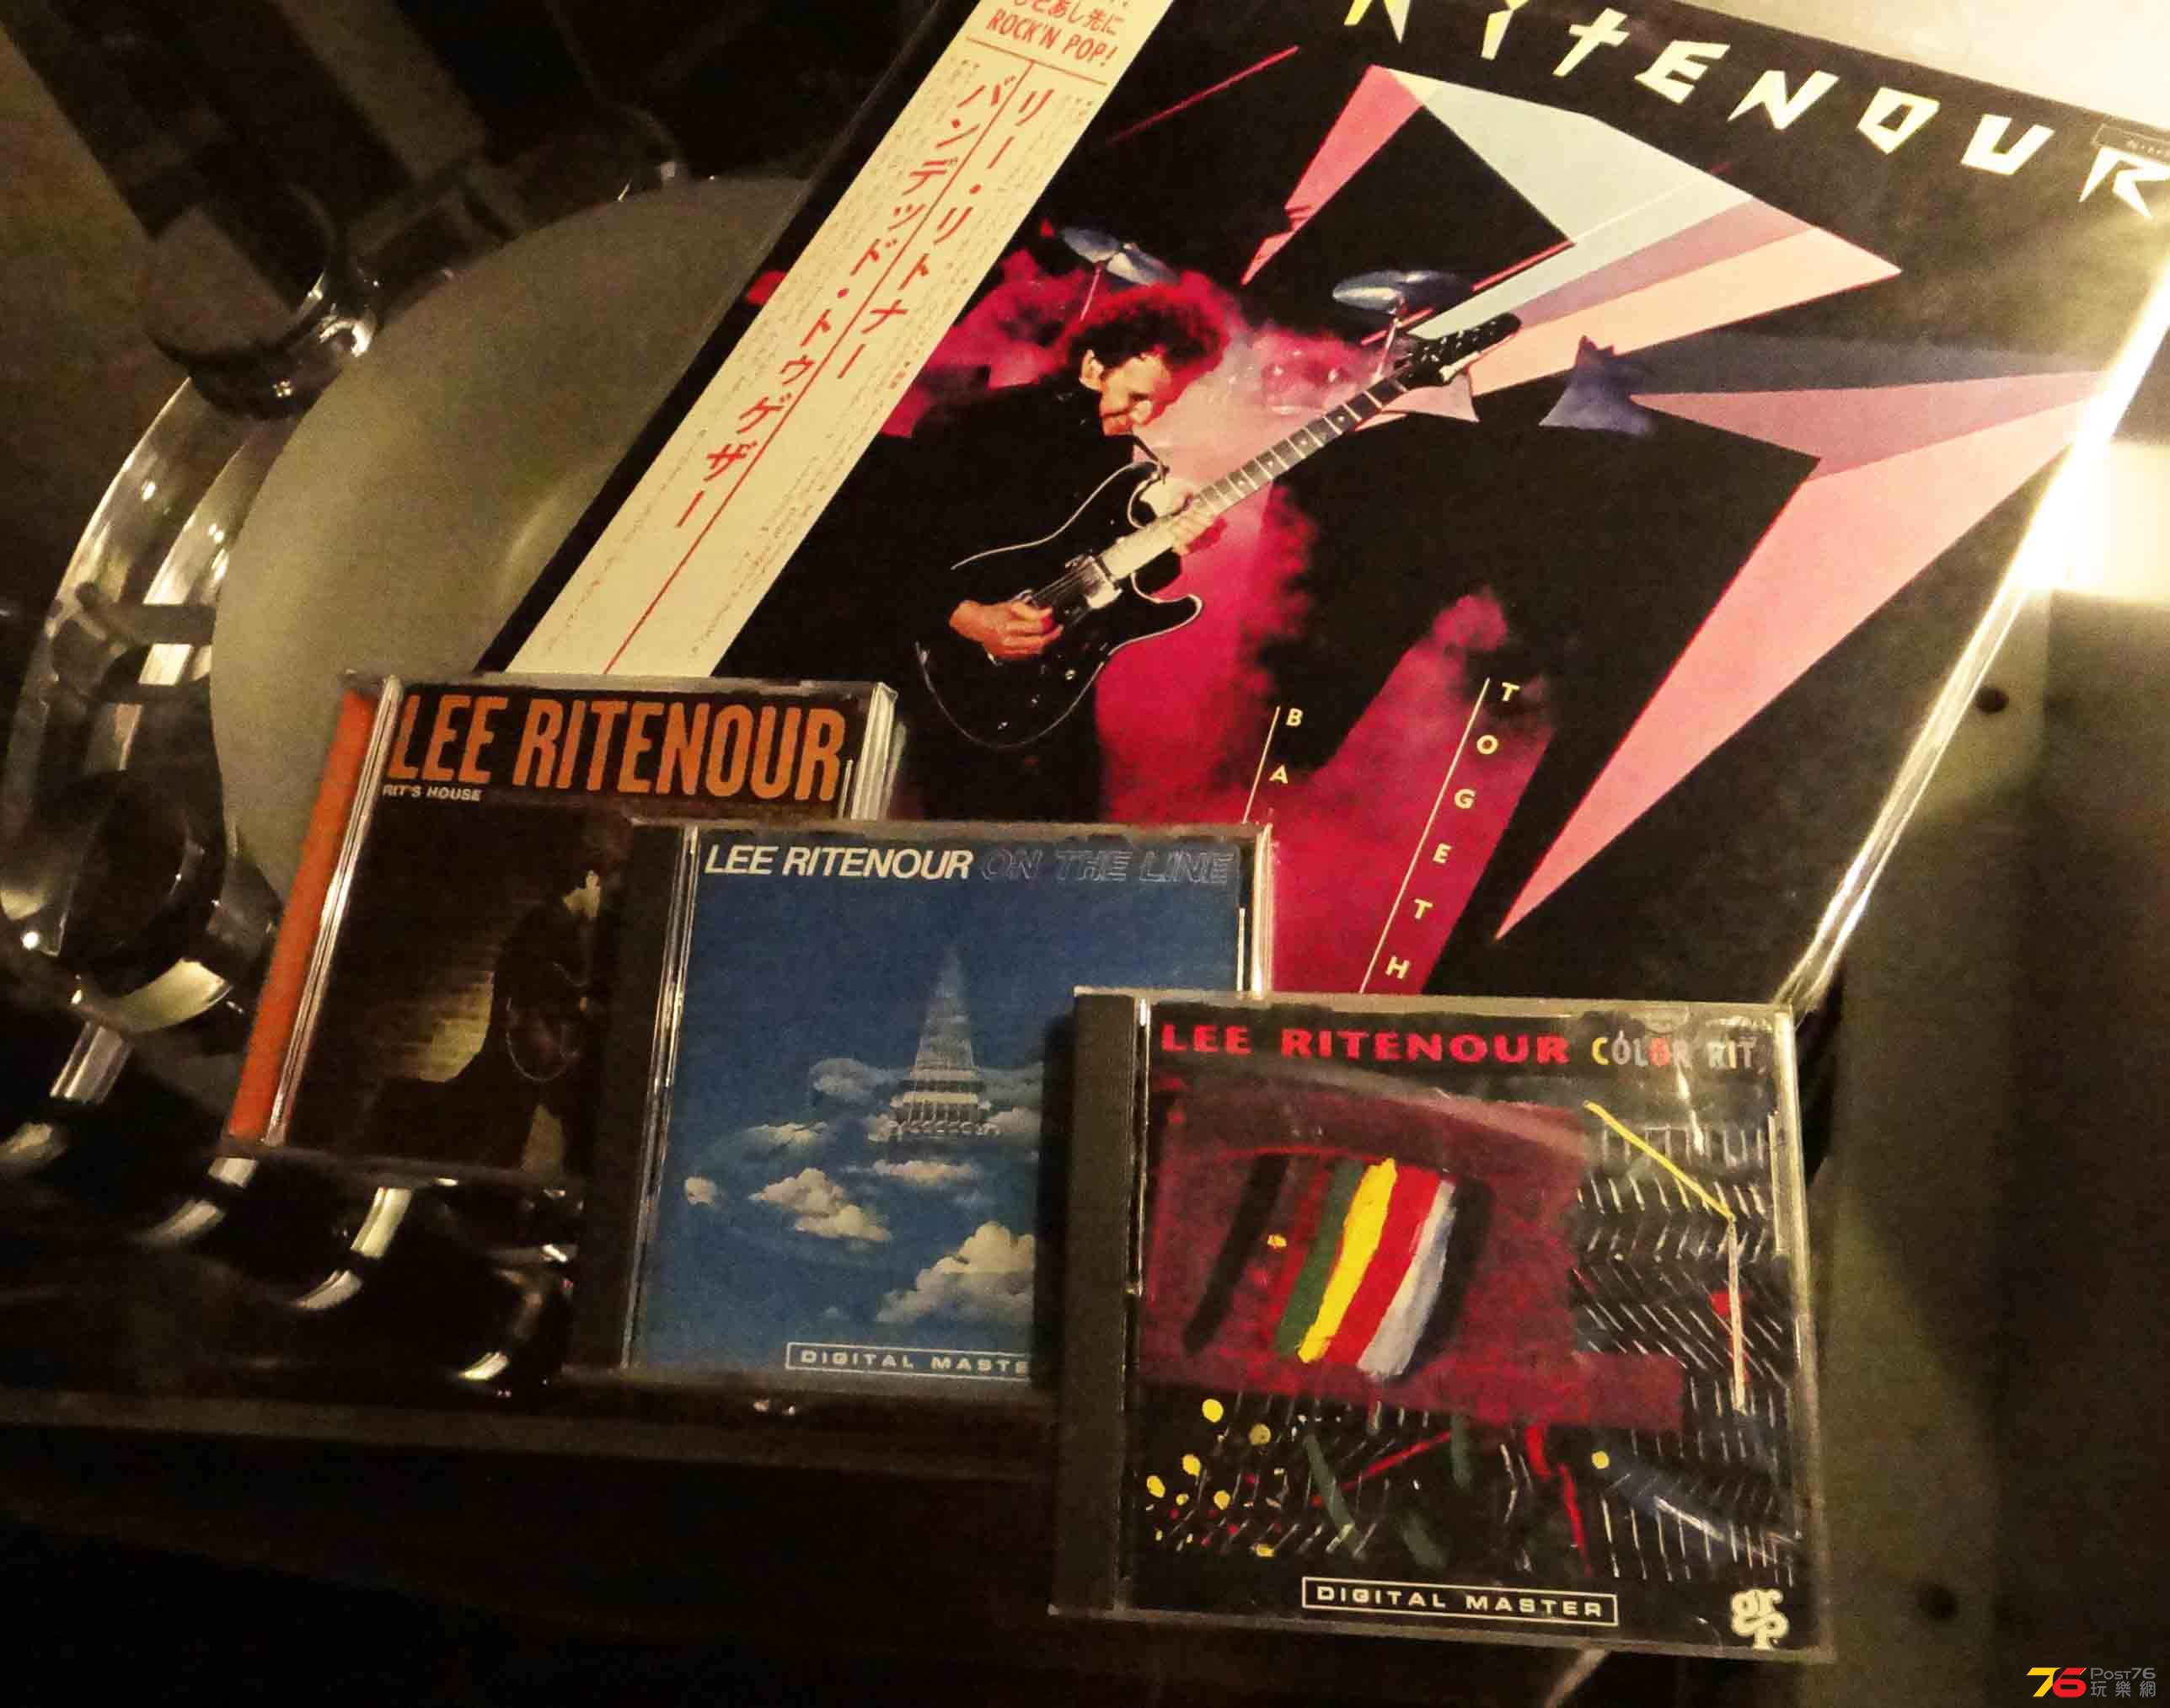 ROCK'N POP!
リー・リトナー
バンデッド・トゥゲザー
RITENOUR
BA
TOGETH
LEE RITENOUR
RIT'S HOUSE
LEE RITENOUR ON THE LINE
DIGITAL MASTE
LEE RITENOUR COLOR RIT
DIGITAL MASTER
grp
76 Post76
玩樂網